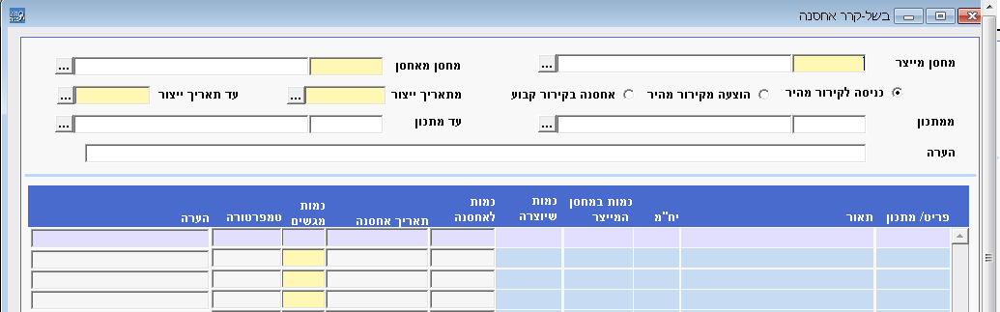 בשל-קרר אחסנה
מחסן מייצר ... מחסן מאחסן ...
כניסה לקירור מהיר הוצעה מקירור מהיר אחסנה בקירור קבוע מתאריך ייצור ... עד תאריך ייצור ...
ממתכון ... עד מתכון ...
הערה
פריט/ מתכון תאור יח"מ כמות במחסן המייצר כמות שיוצרה כמות לאחסנה תאריך אחסנה כמות מגשים טמפרטורה הערה